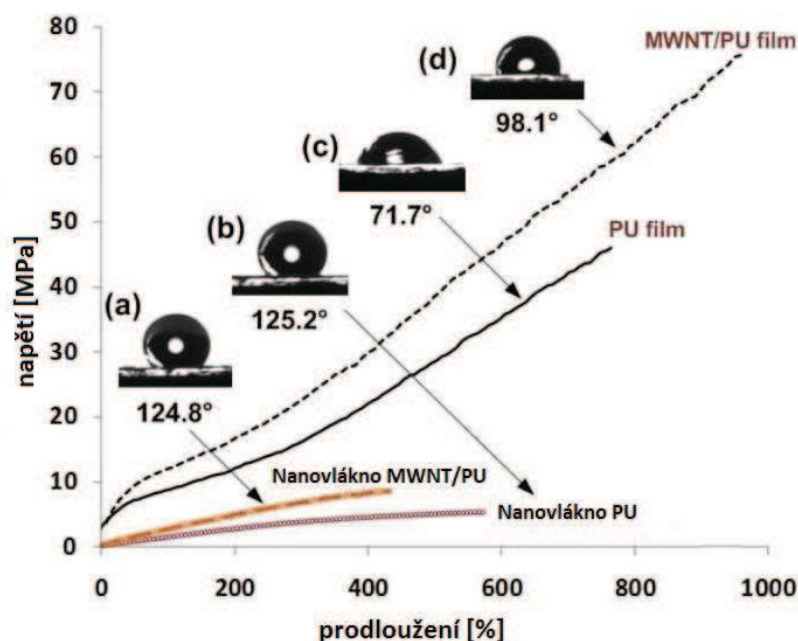 80
70
60
50
40
30
20
10
0
napětí [MPa]
MWNT/PU film
(d)
98.1°
(c)
71.7°
PU film
(b)
125.2°
(a)
124.8°
Nanovlákno MWNT/PU
Nanovlákno PU
0
200
400
600
800
1000
prodloužení [%]